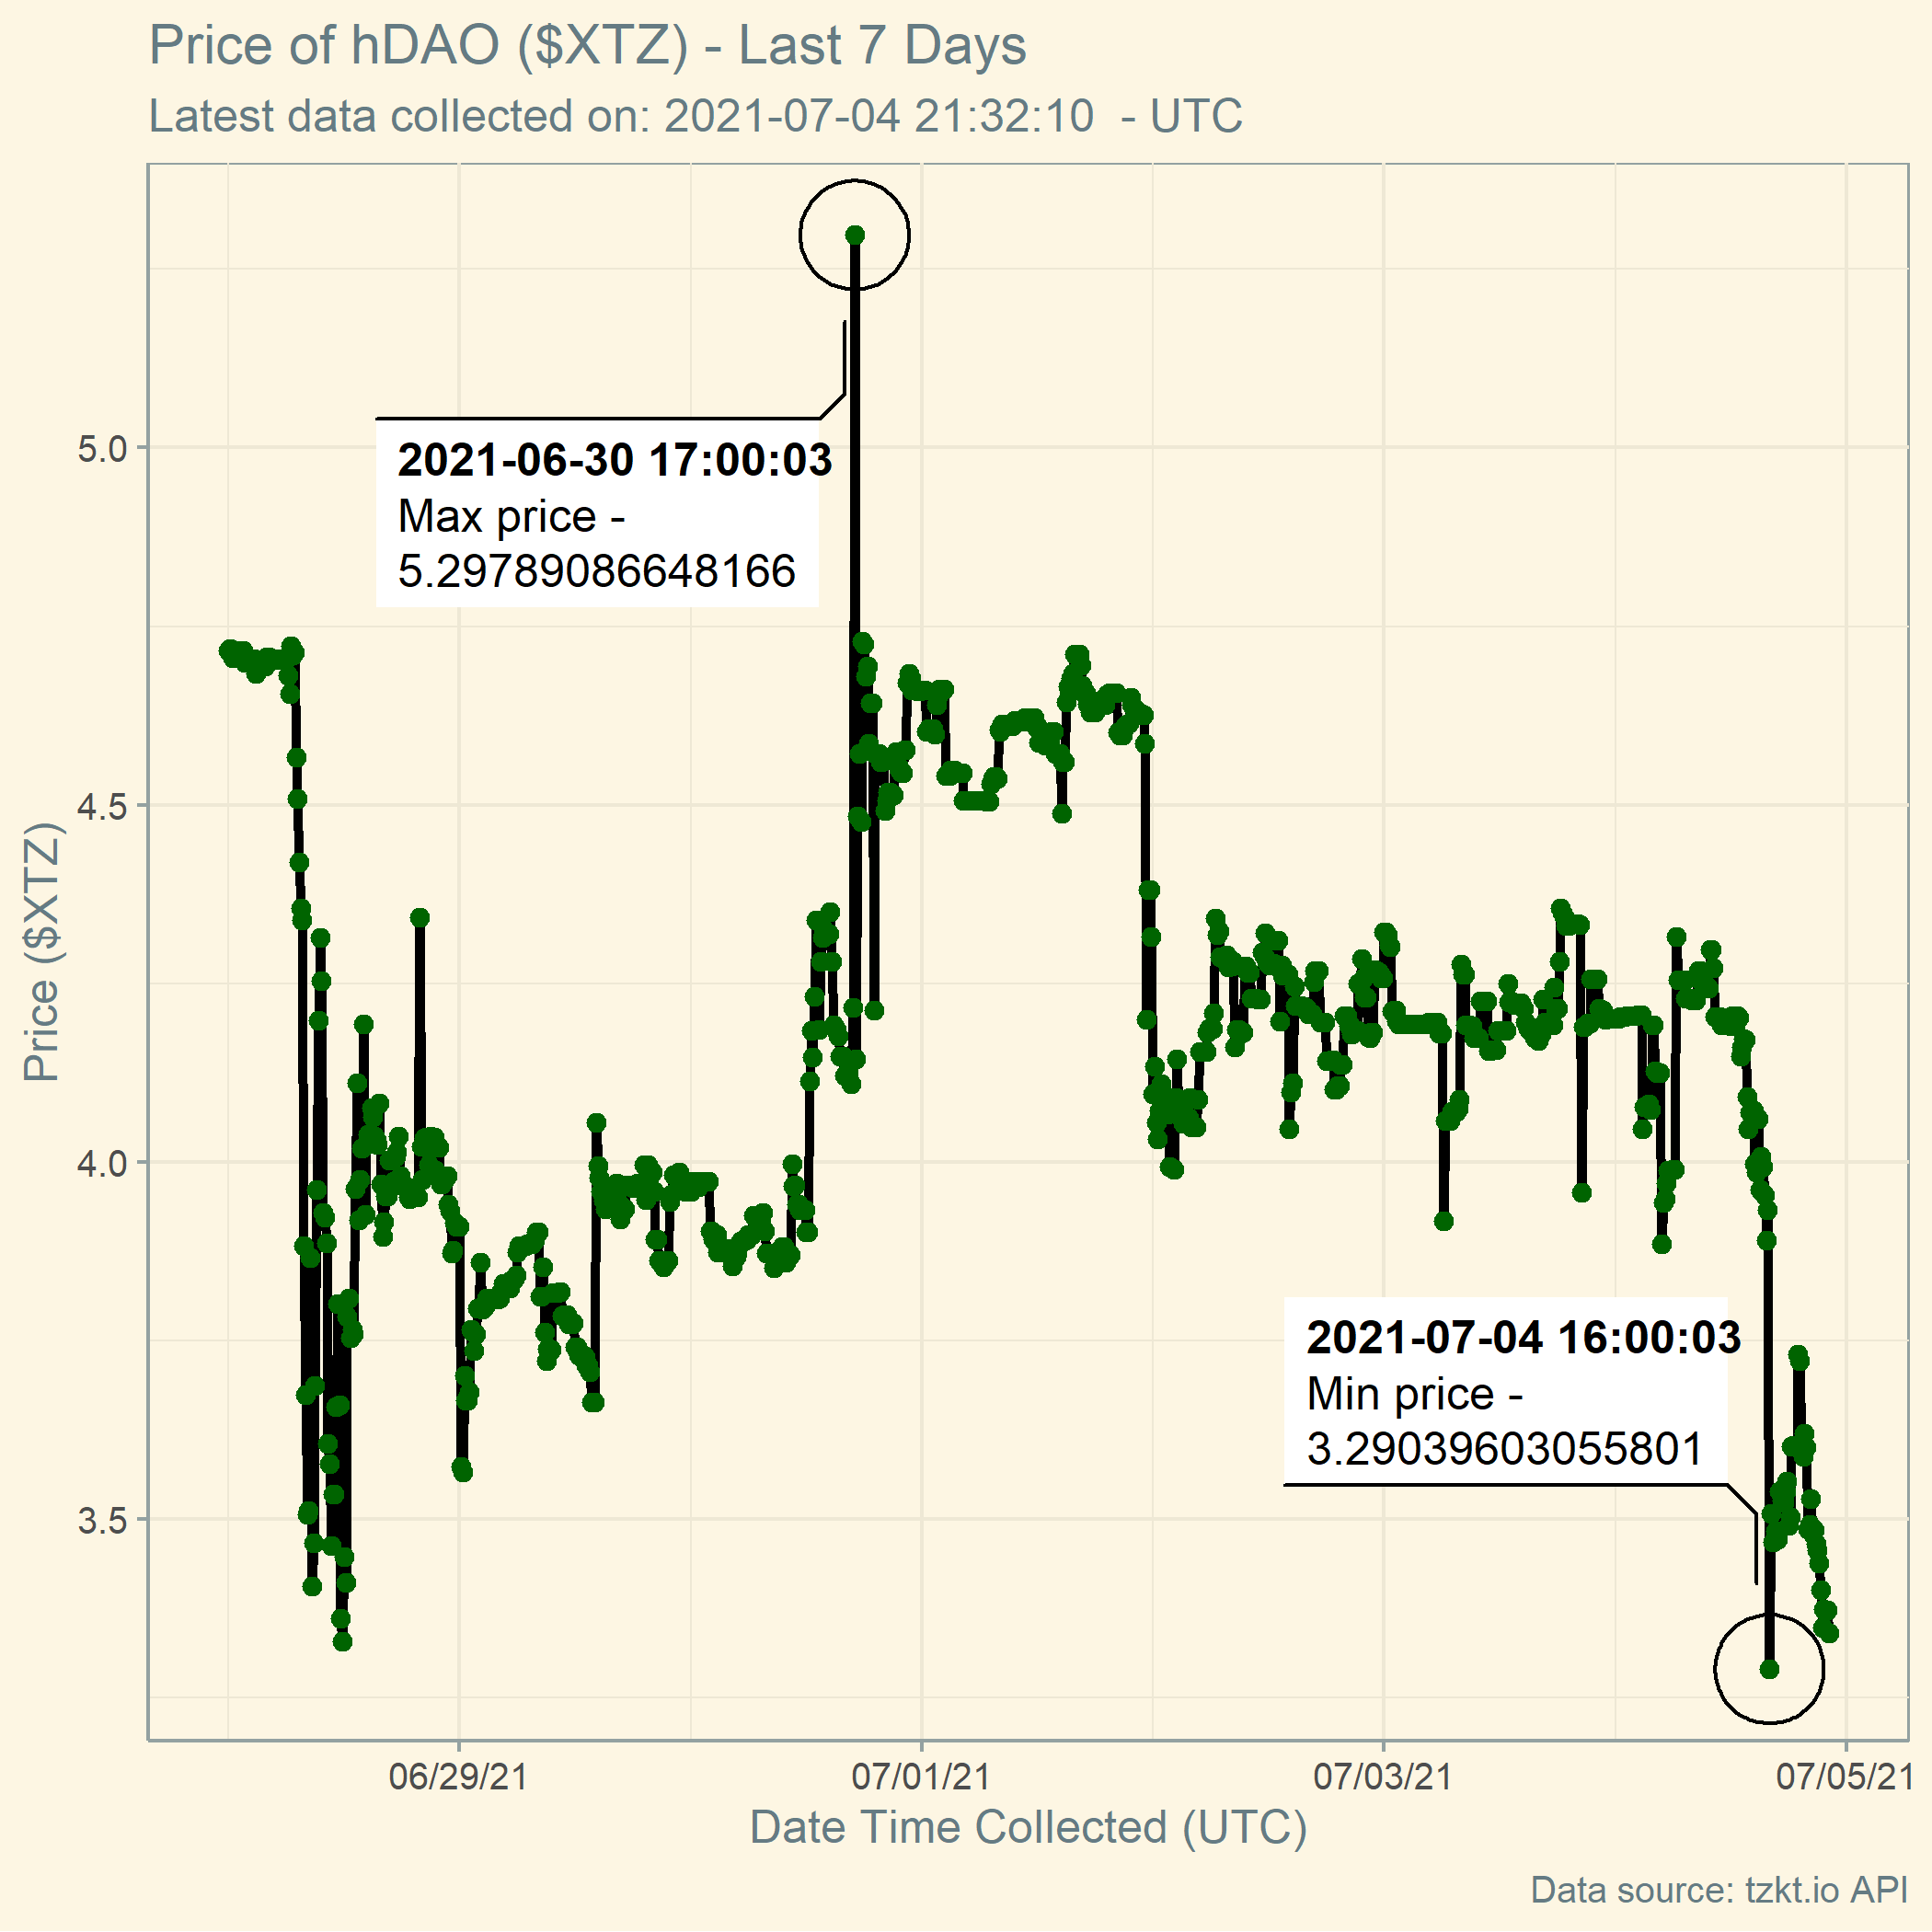 Price of hDAO ($XTZ) - Last 7 Days
Latest data collected on: 2021-07-04 21:32:10  - UTC
2021-06-30 17:00:03
Max price -
5.29789086648166
5.0
4.5
4.0
3.5
Price ($XTZ)
2021-07-04 16:00:03
Min price -
3.29039603055801
06/29/21
07/01/21
07/03/21
07/05/21
Date Time Collected (UTC)
Data source: tzkt.io API